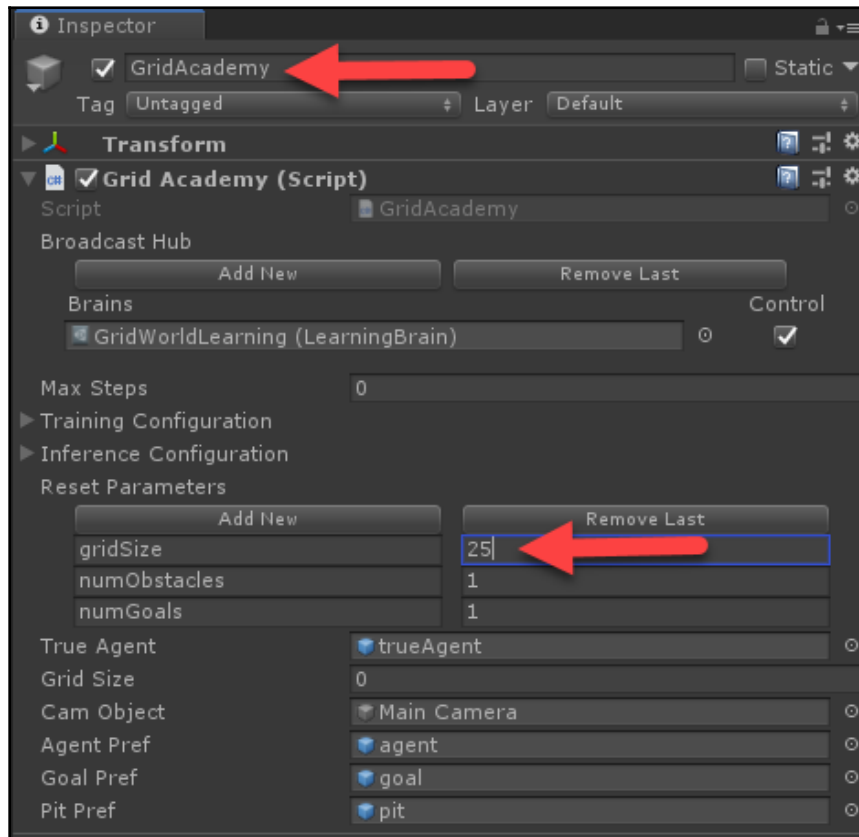 Inspector
GridAcademy Static
Tag Untagged Layer Default
Transform
Grid Academy (Script)
Script GridAcademy
Broadcast Hub
Add New Remove Last
Brains Control
GridWorldLearning (LearningBrain)
Max Steps 0
Training Configuration
Inference Configuration
Reset Parameters
Add New Remove Last
gridSize 25
numObstacles 1
numGoals 1
True Agent trueAgent
Grid Size 0
Cam Object Main Camera
Agent Pref agent
Goal Pref goal
Pit Pref pit